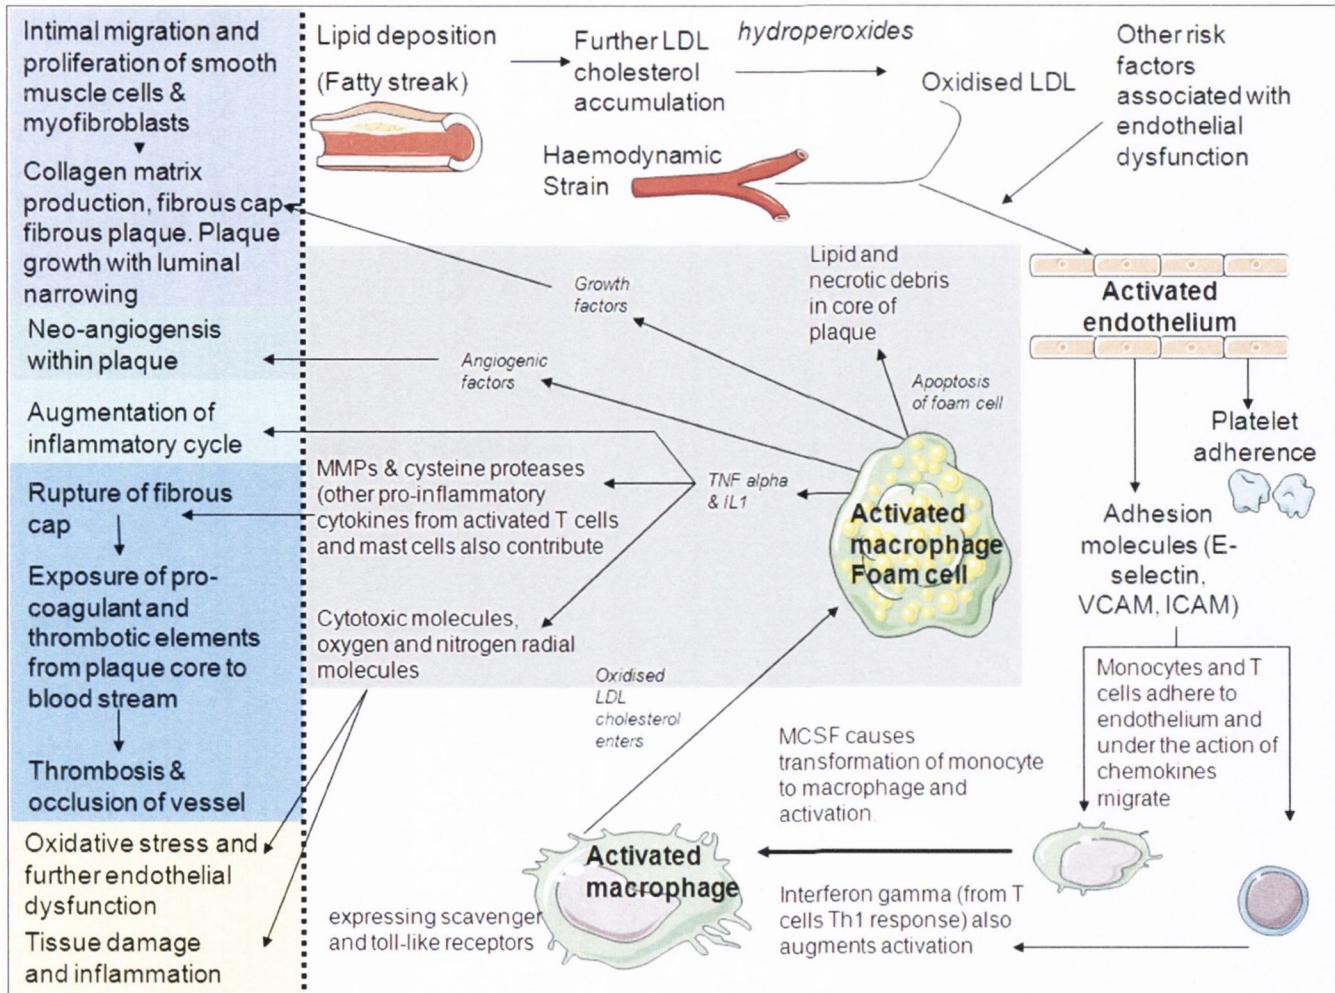 Intimal migration and
proliferation of smooth
muscle cells &
myofibroblasts
Collagen matrix
production, fibrous cap
fibrous plaque. Plaque
growth with luminal
narrowing
Neo-angiogensis
within plaque
Augmentation of
inflammatory cycle
Rupture of fibrous
cap
Exposure of pro-
coagulant and
thrombotic elements
from plaque core to
blood stream
Thrombosis &
occlusion of vessel
Oxidative stress and
further endothelial
dysfunction
Tissue damage
and inflammation
Lipid deposition
(Fatty streak)
Further LDL
cholesterol
accumulation
hydroperoxides
Oxidised LDL
Other risk
factors
associated with
endothelial
dysfunction
Haemodynamic
Strain
Activated
endothelium
Platelet
adherence
Adhesion
molecules (E-
selectin,
VCAM, ICAM)
Monocytes and T
cells adhere to
endothelium and
under the action of
chemokines
migrate
Lipid and
necrotic debris
in core of
plaque
Apoptosis
of foam cell
Growth
factors
Angiogenic
factors
TNF alpha
& IL1
MMPs & cysteine proteases
(other pro-inflammatory
cytokines from activated T cells
and mast cells also contribute
Cytotoxic molecules,
oxygen and nitrogen radial
molecules
Activated
macrophage
Foam cell
Oxidised
LDL
cholesterol
enters
MCSF causes
transformation of monocyte
to macrophage and
activation
Activated
macrophage
expressing scavenger
and toll-like receptors
Interferon gamma (from T
cells Th1 response) also
augments activation